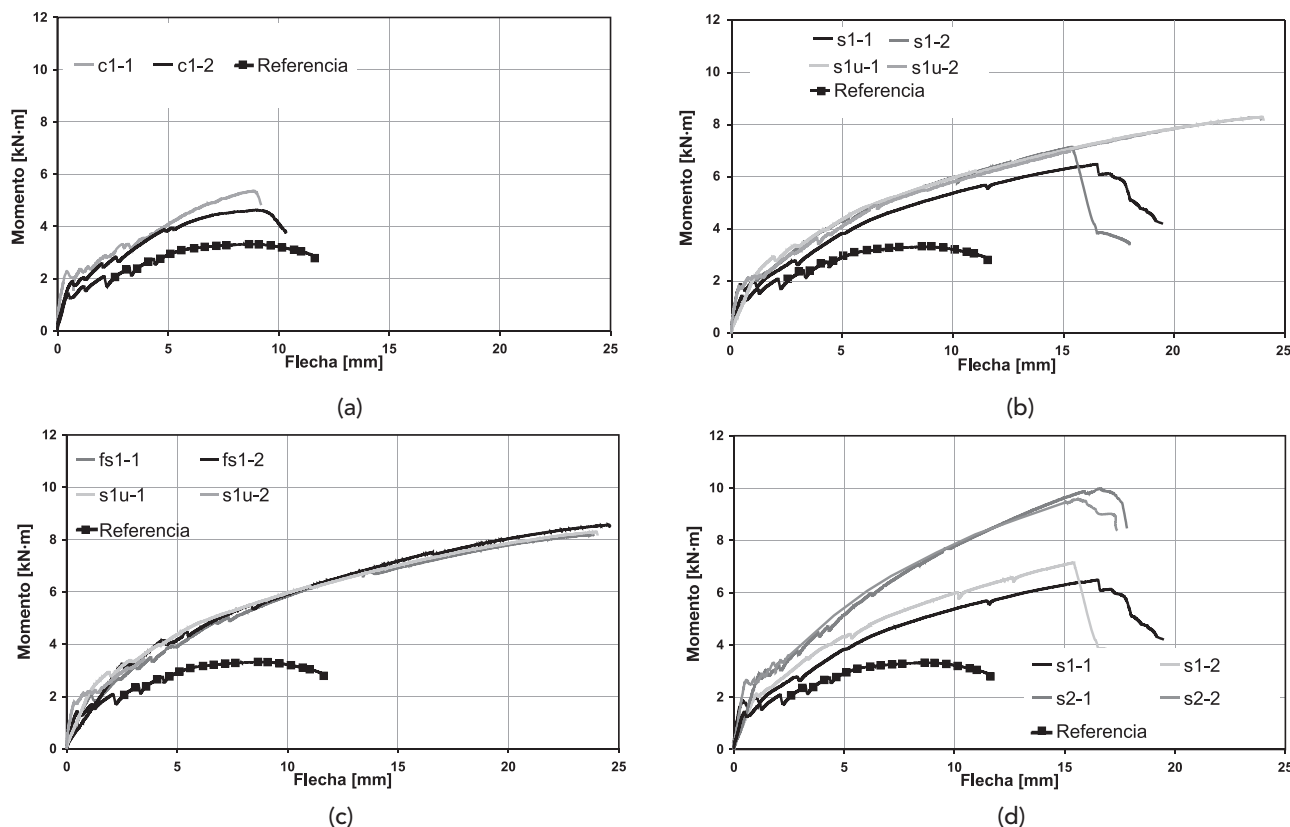 12
10
8
6
4
2
0
Momento [kN·m]
c1-1 c1-2 Referencia
0 5 10 15 20 25
Flecha [mm]
(a)
12
10
8
6
4
2
0
Momento [kN·m]
s1-1 s1-2
s1u-1 s1u-2
Referencia
0 5 10 15 20 25
Flecha [mm]
(b)
12
10
8
6
4
2
0
Momento [kN·m]
fs1-1 fs1-2
s1u-1 s1u-2
Referencia
0 5 10 15 20 25
Flecha [mm]
(c)
12
10
8
6
4
2
0
Momento [kN·m]
s1-1 s1-2
s2-1 s2-2
Referencia
0 5 10 15 20 25
Flecha [mm]
(d)